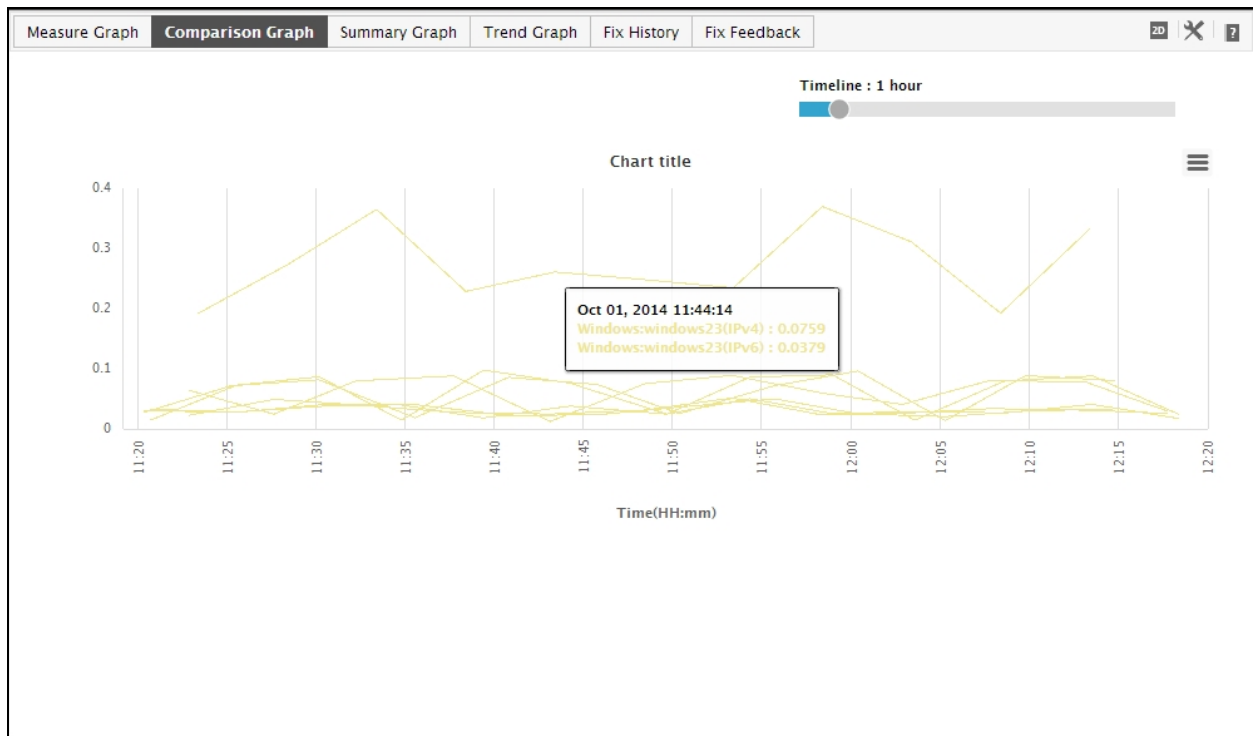 Measure Graph Comparison Graph Summary Graph Trend Graph Fix History Fix Feedback 2D ?
Timeline : 1 hour
Chart title
0.4
0.3
0.2
0.1
0
Oct 01, 2014 11:44:14
Windows:windows23(IPv4) : 0.0759
Windows:windows23(IPv6) : 0.0379
11:20 11:25 11:30 11:35 11:40 11:45 11:50 11:55 12:00 12:05 12:10 12:15 12:20
Time(HH:mm)